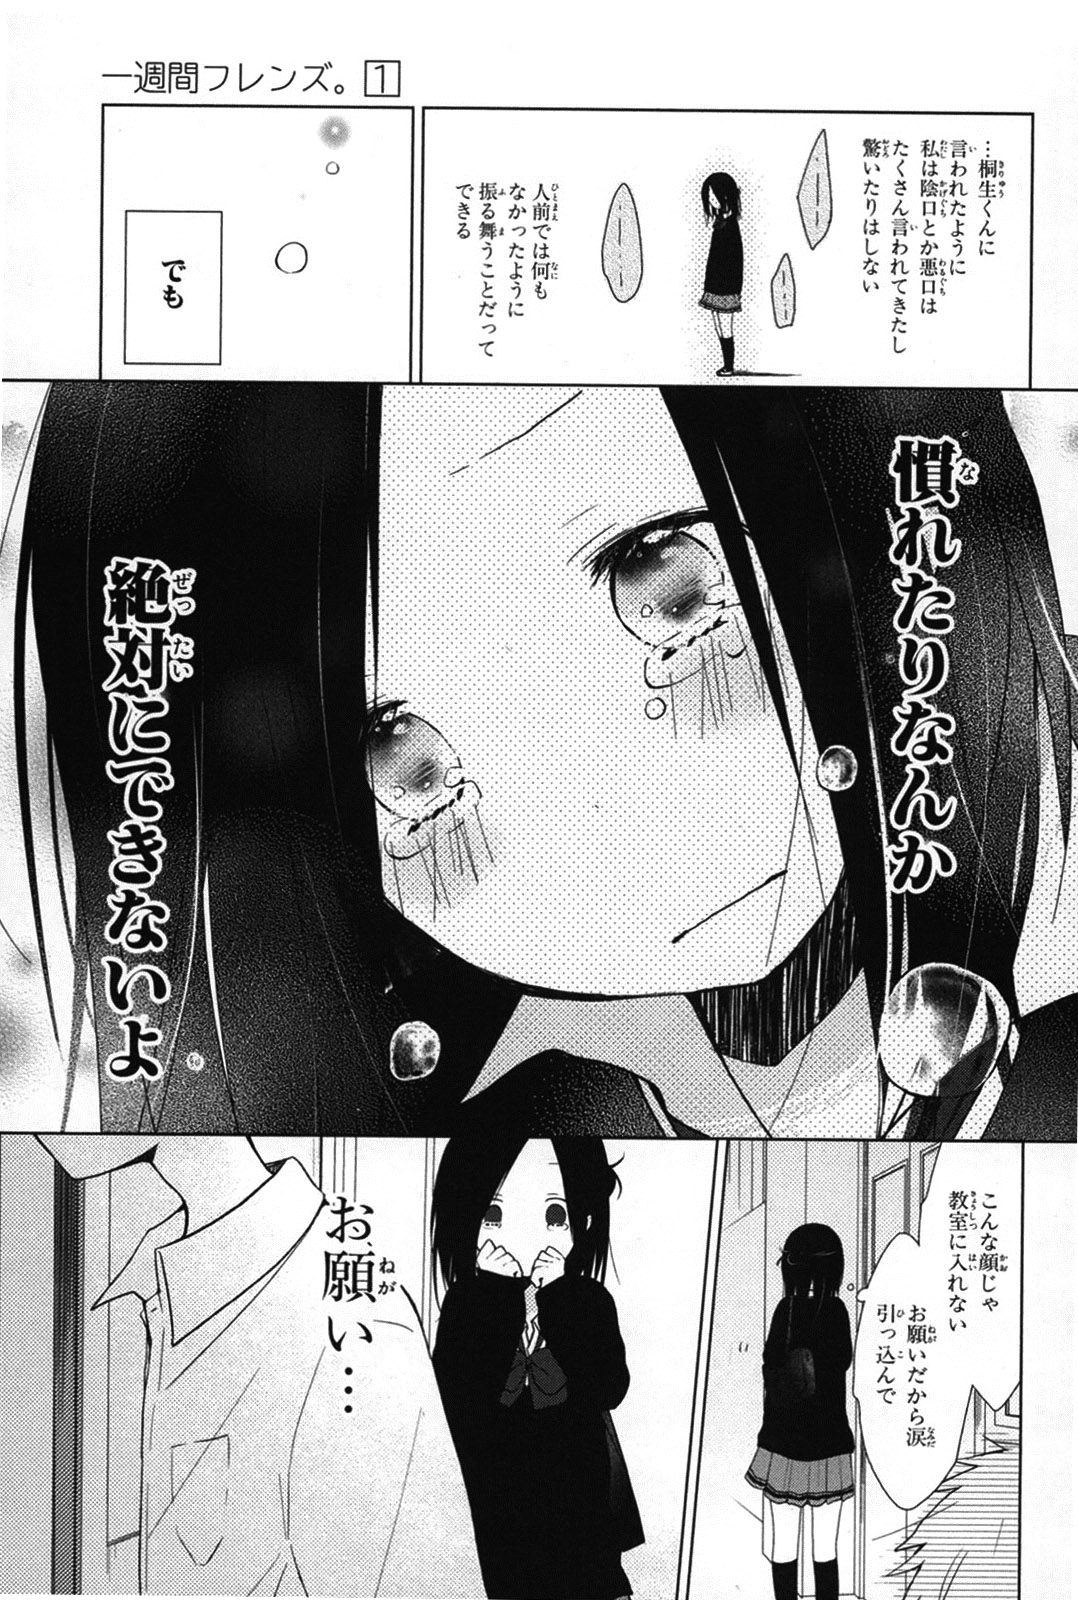 一週間フレンズ。 1
…桐生くんに
言われたように
私は陰口とか悪口は
たくさん言われてきたし
驚いたりはしない
人前では何も
なかったように
振る舞うことだって
できる
でも
慣れたりなんか
絶対にできないよ
こんな顔じゃ
教室に入れない
お願いだから涙
引っ込んで
お願い…